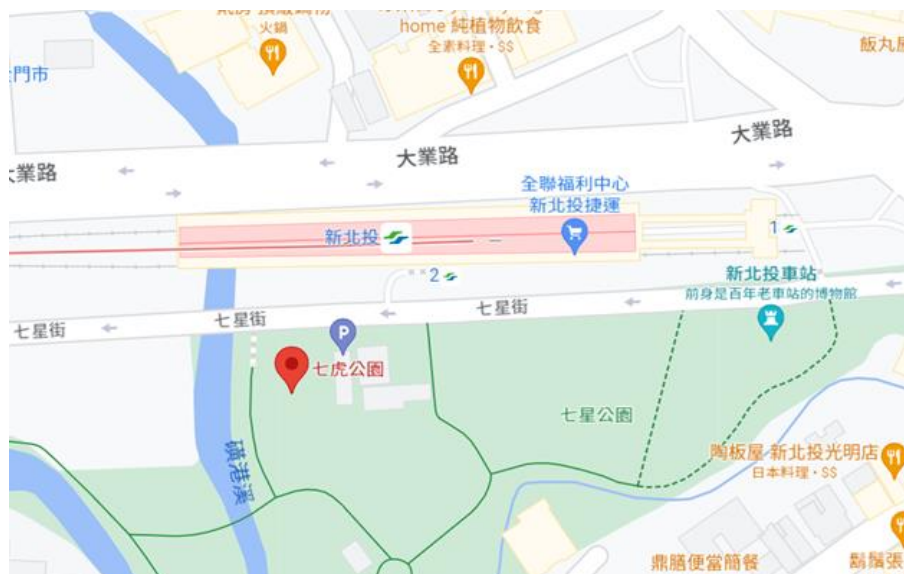 火鍋
home 純植物飲食
全素料理・$$
門市
大業路
大業路
大業路
全聯福利中心
新北投捷運
新北投
1
2
新北投車站
前身是百年老車站的博物館
七星街
七星街
七星街
P
七虎公園
七星公園
磺港溪
陶板屋 新北投光明店
日本料理・$$
鼎膳便當簡餐
鬍鬚張